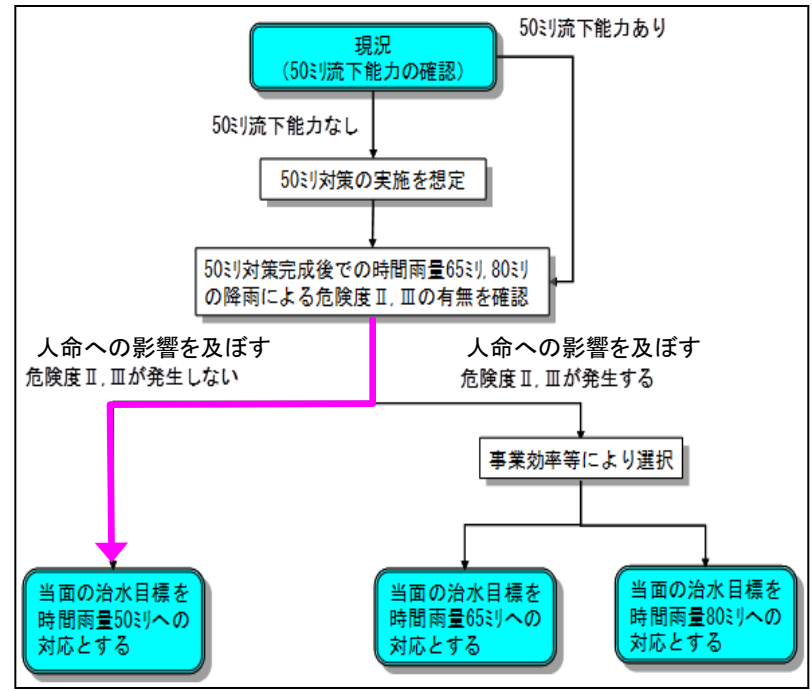 50ﾐﾘ流下能力あり
現況
(50ﾐﾘ流下能力の確認)
50ﾐﾘ流下能力なし
50ﾐﾘ対策の実施を想定
50ﾐﾘ対策完成後での時間雨量65ﾐﾘ,80ﾐﾘ
の降雨による危険度Ⅱ,Ⅲの有無を確認
人命への影響を及ぼす
危険度Ⅱ,Ⅲが発生しない
人命への影響を及ぼす
危険度Ⅱ,Ⅲが発生する
事業効率等により選択
当面の治水目標を
時間雨量50ﾐﾘへの
対応とする
当面の治水目標を
時間雨量65ﾐﾘへの
対応とする
当面の治水目標を
時間雨量80ﾐﾘへの
対応とする